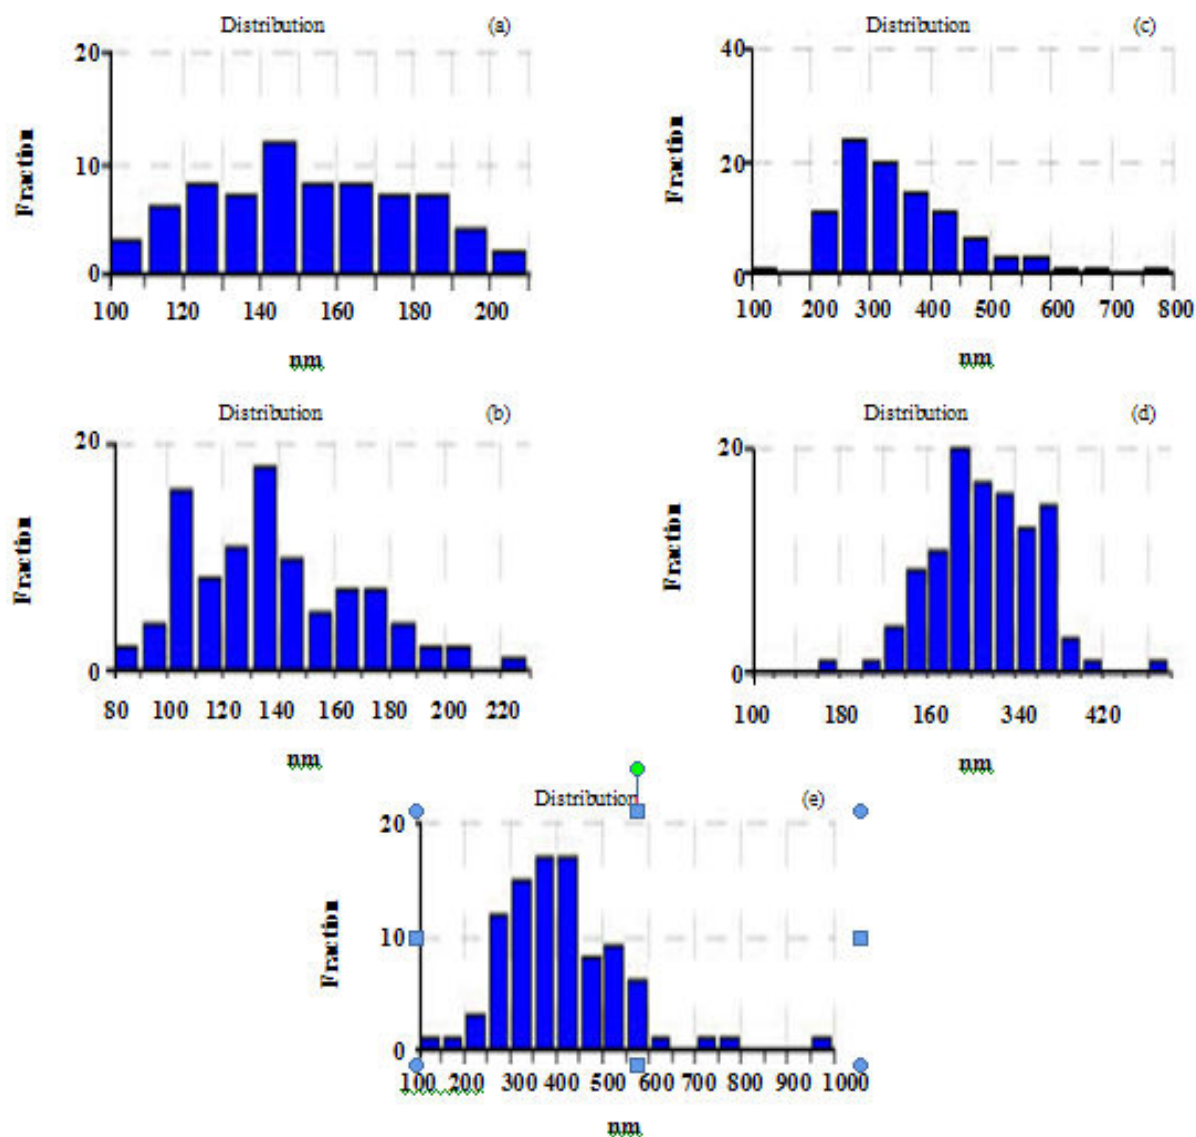 Distribution (a)
20
10
0
Fraction
100 120 140 160 180 200
nm
Distribution (c)
40
20
0
Fraction
100 200 300 400 500 600 700 800
nm
Distribution (b)
20
0
Fraction
80 100 120 140 160 180 200 220
nm
Distribution (d)
20
0
Fraction
100 180 160 340 420
nm
Distribution (e)
20
10
0
Fraction
100 200 300 400 500 600 700 800 900 1000
nm